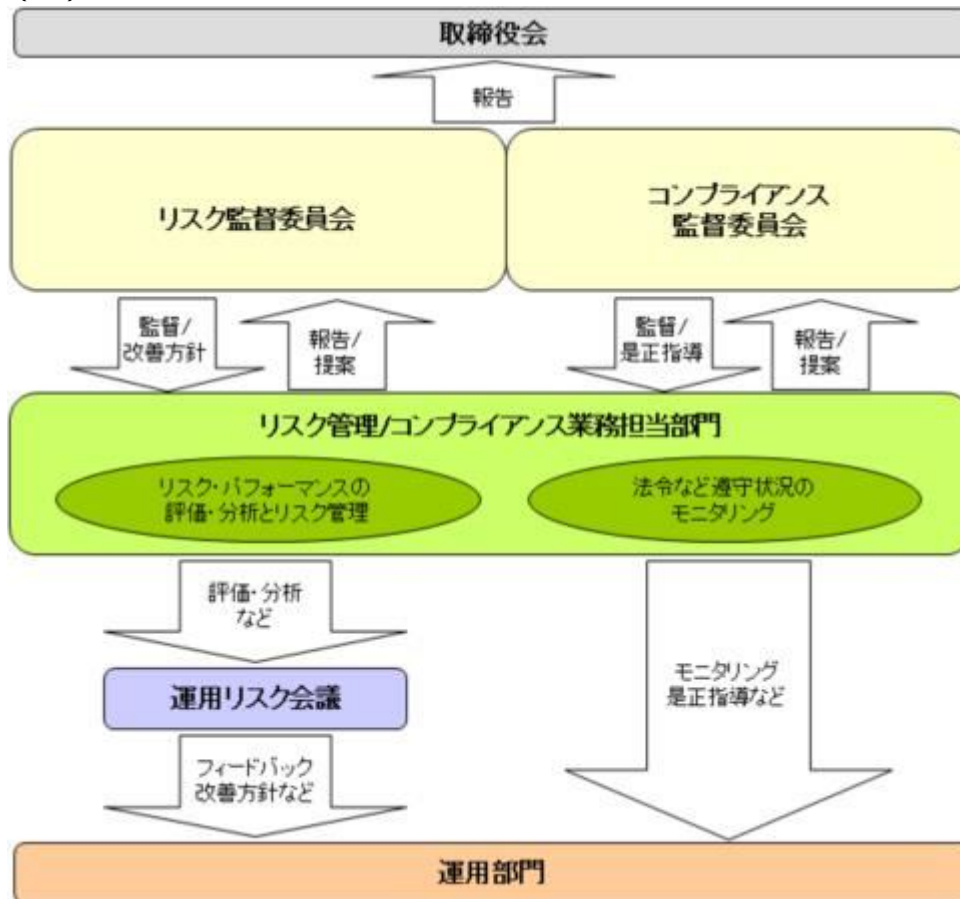 取締役会
報告
リスク監督委員会
コンプライアンス
監督委員会
監督/
改善方針
報告/
提案
監督/
是正指導
報告/
提案
リスク管理/コンプライアンス業務担当部門
リスク・パフォーマンスの
評価・分析とリスク管理
法令など遵守状況の
モニタリング
評価・分析
など
運用リスク会議
フィードバック
改善方針など
モニタリング
是正指導など
運用部門